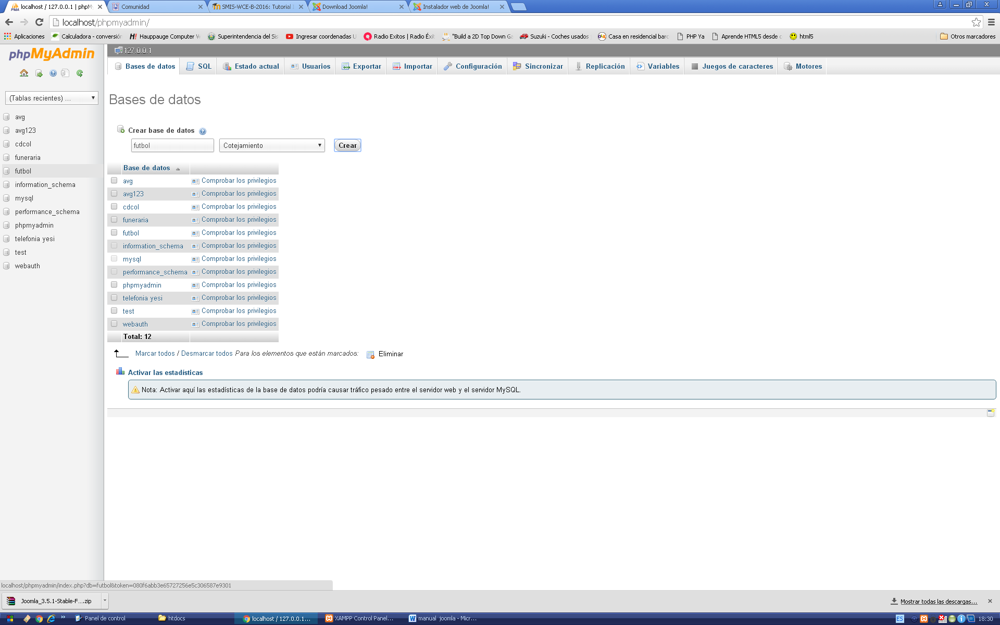 localhost / 127.0.0.1 | phpM
Comunidad
SMIS-WCE-B-2016: Tutorial
Download Joomla!
Instalador web de Joomla!
localhost/phpmyadmin/
Aplicaciones
Calculadora - conversión
Hauppauge Computer W
Superintendencia del Sis
Ingresar coordenadas U
Radio Exitos | Radio Éxit
"Build a 2D Top Down Ga
Suzuki - Coches usados
Casa en residencial barc
PHP Ya
Aprende HTML5 desde c
html5
Otros marcadores
phpMyAdmin
127.0.0.1
Bases de datos
SQL
Estado actual
Usuarios
Exportar
Importar
Configuración
Sincronizar
Replicación
Variables
Juegos de caracteres
Motores
(Tablas recientes) ...
avg
avg123
cdcol
funeraria
futbol
information_schema
mysql
performance_schema
phpmyadmin
telefonia yesi
test
webauth
Bases de datos
Crear base de datos
futbol
Cotejamiento
Crear
Base de datos
avg Comprobar los privilegios
avg123 Comprobar los privilegios
cdcol Comprobar los privilegios
funeraria Comprobar los privilegios
futbol Comprobar los privilegios
information_schema Comprobar los privilegios
mysql Comprobar los privilegios
performance_schema Comprobar los privilegios
phpmyadmin Comprobar los privilegios
telefonia yesi Comprobar los privilegios
test Comprobar los privilegios
webauth Comprobar los privilegios
Total: 12
Marcar todos / Desmarcar todos Para los elementos que están marcados: Eliminar
Activar las estadísticas
Nota: Activar aquí las estadísticas de la base de datos podría causar tráfico pesado entre el servidor web y el servidor MySQL.
localhost/phpmyadmin/index.php?db=futbol&token=080f6abb3e65727256e5c306587e9301
Joomla_3.5.1-Stable-F....zip
Mostrar todas las descargas...
Panel de control
htdocs
localhost / 127.0.0.1...
XAMPP Control Panel...
manual joomla - Micr...
ES
18:30